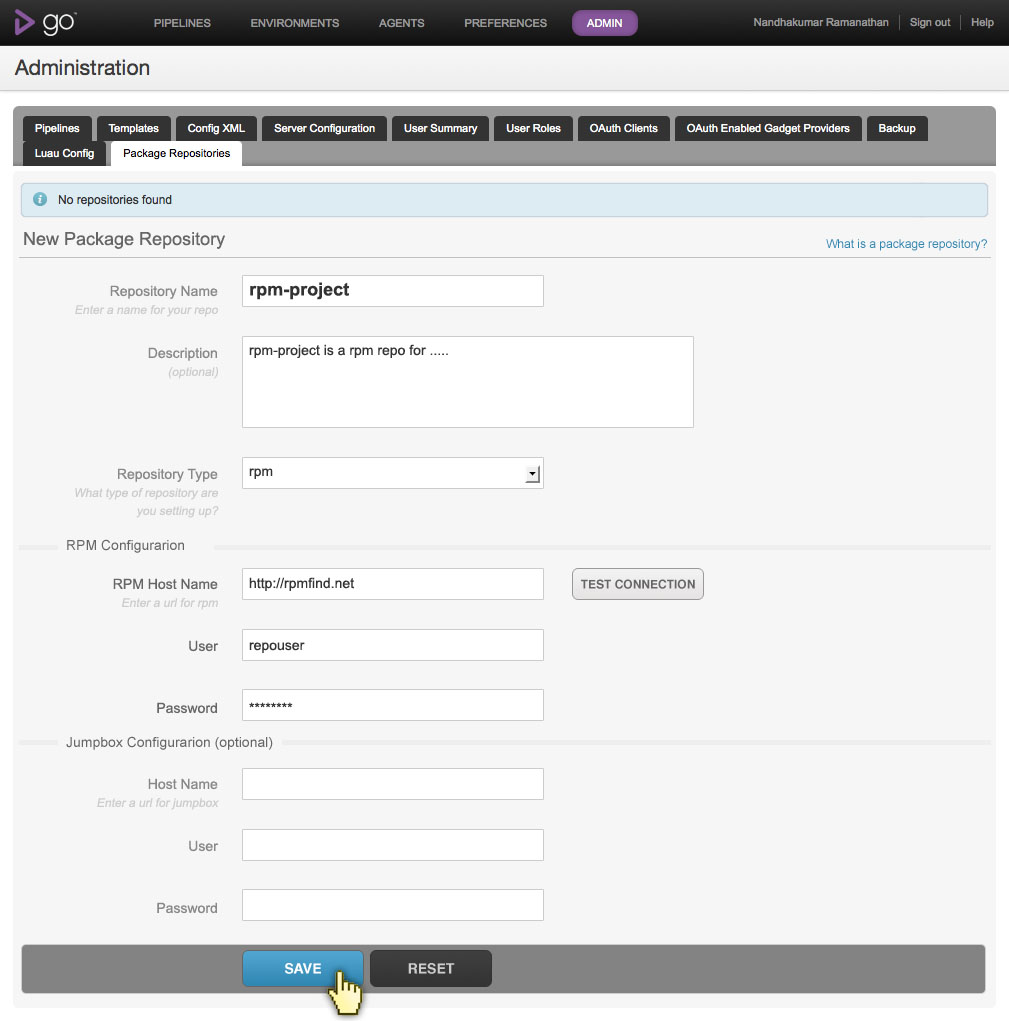 go™ PIPELINES ENVIRONMENTS AGENTS PREFERENCES ADMIN Nandhakumar Ramanathan Sign out Help
Administration
Pipelines Templates Config XML Server Configuration User Summary User Roles OAuth Clients OAuth Enabled Gadget Providers Backup
Luau Config Package Repositories
i No repositories found
New Package Repository What is a package repository?
Repository Name rpm-project
Enter a name for your repo
Description rpm-project is a rpm repo for .....
(optional)
Repository Type rpm
What type of repository are
you setting up?
RPM Configurarion
RPM Host Name http://rpmfind.net TEST CONNECTION
Enter a url for rpm
User repouser
Password ********
Jumpbox Configurarion (optional)
Host Name
Enter a url for jumpbox
User
Password
SAVE RESET